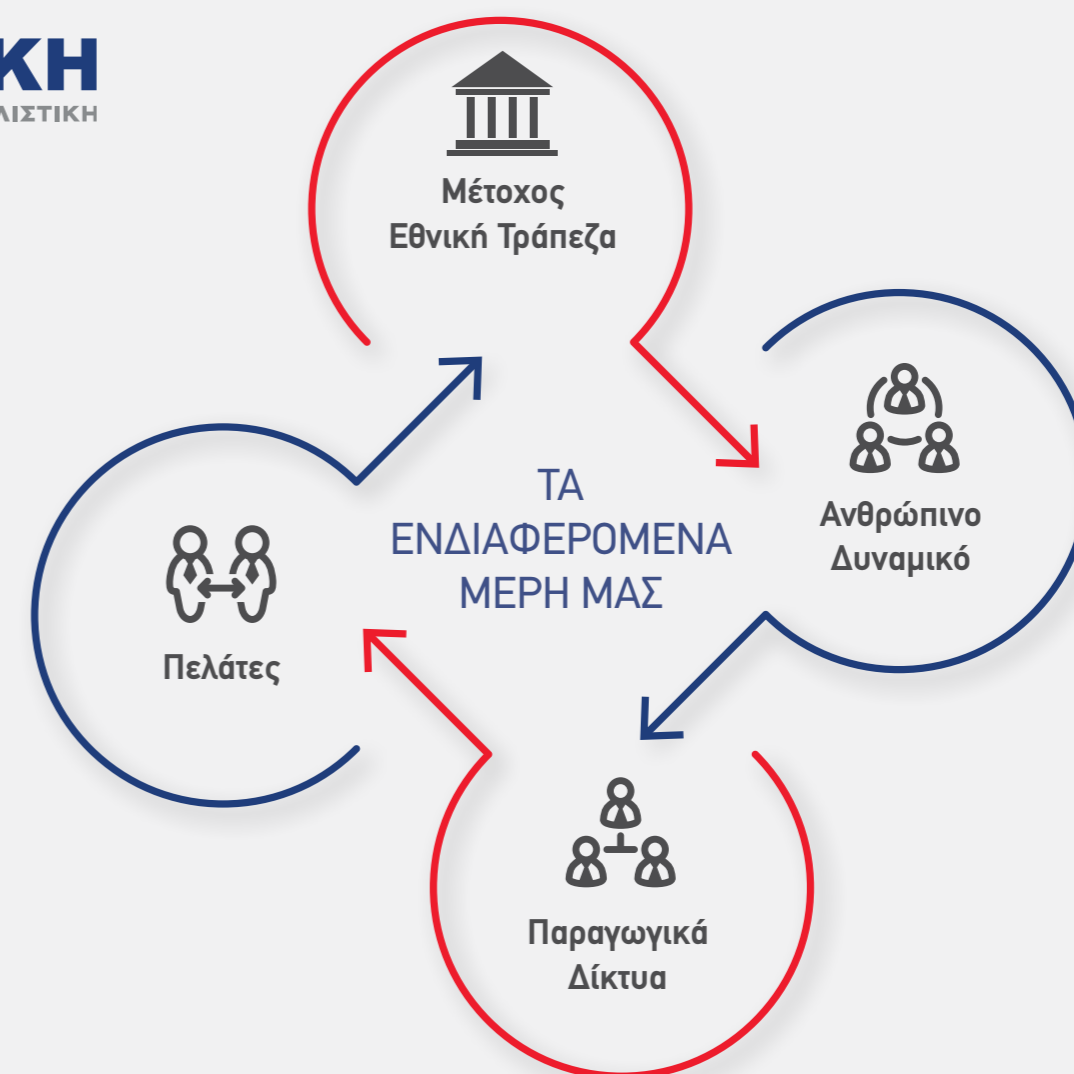 ΚΗ
ΛΙΣΤΙΚΗ
Μέτοχος
Εθνική Τράπεζα
Ανθρώπινο
Δυναμικό
ΤΑ
ΕΝΔΙΑΦΕΡΟΜΕΝΑ
ΜΕΡΗ ΜΑΣ
Πελάτες
Παραγωγικά
Δίκτυα